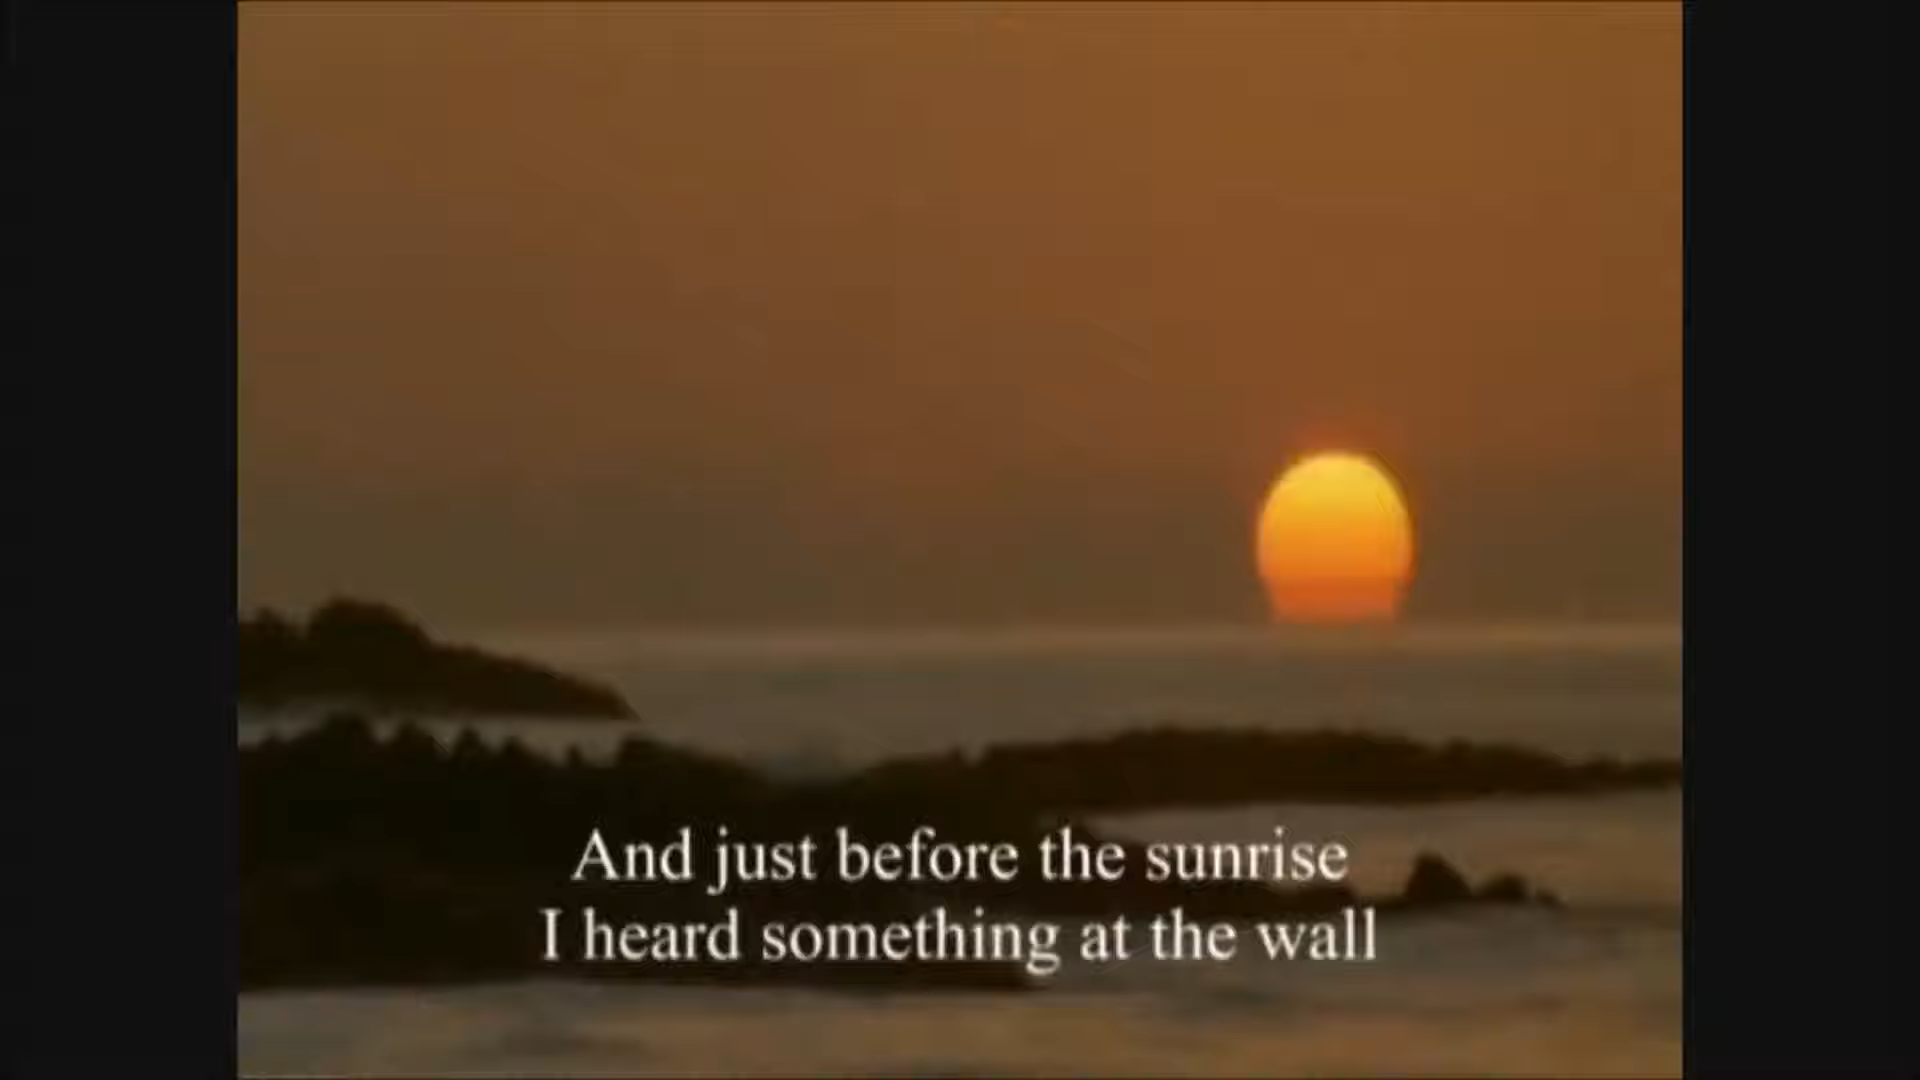 And just before the sunrise
I heard something at the wall